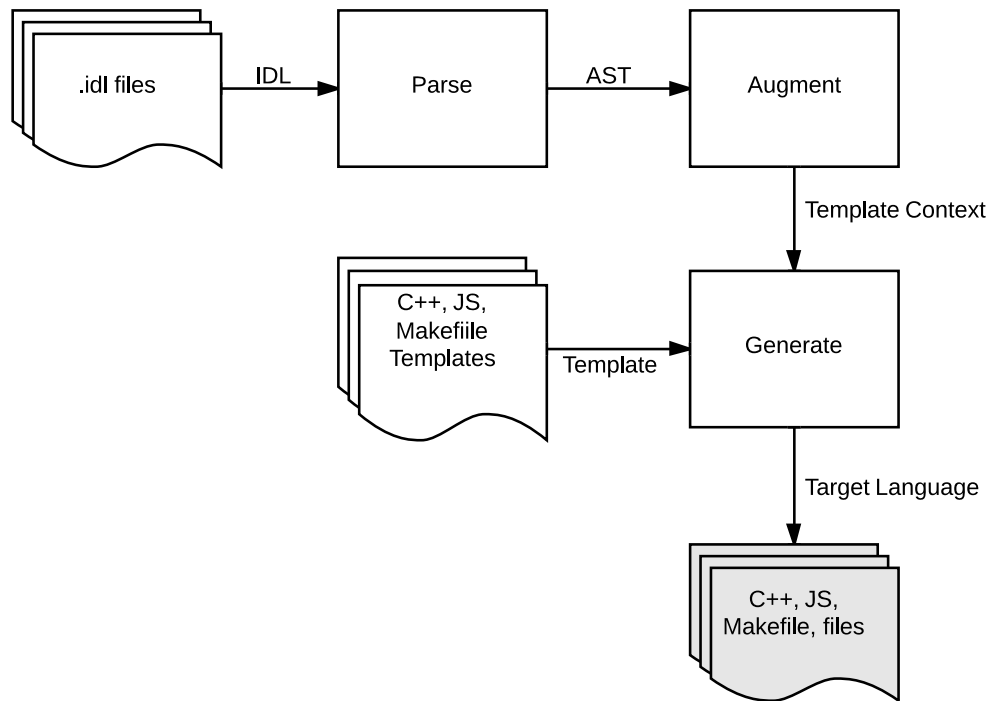 .idl files
IDL
Parse
AST
Augment
Template Context
C++, JS,
Makefiile
Templates
Template
Generate
Target Language
C++, JS,
Makefile, files